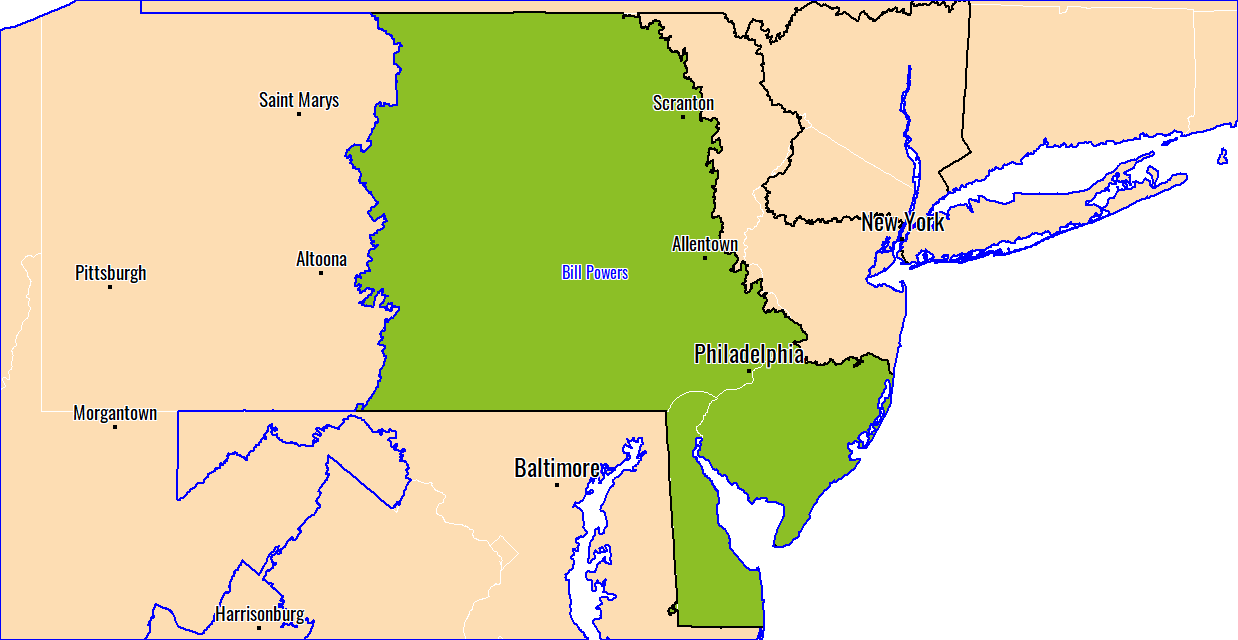 Saint Marys
Scranton
New York
Allentown
Altoona
Pittsburgh
Bill Powers
Philadelphia
Morgantown
Baltimore
Harrisonburg